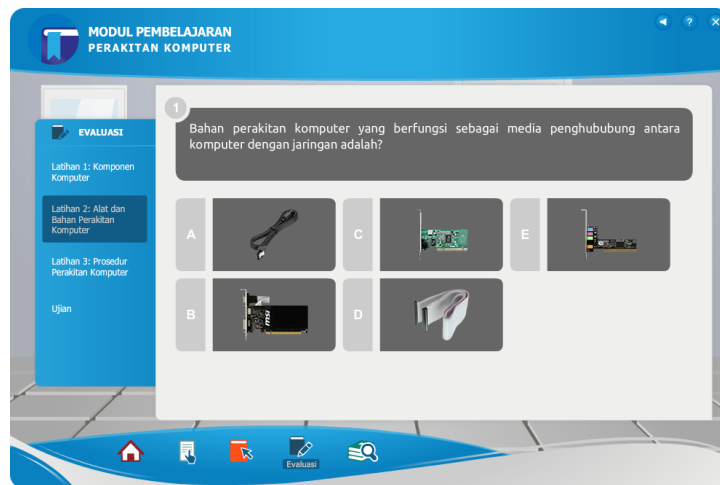 MODUL PEMBELAJARAN
PERAKITAN KOMPUTER
?
EVALUASI
Latihan 1: Komponen
Komputer
Latihan 2: Alat dan
Bahan Perakitan
Komputer
Latihan 3: Prosedur
Perakitan Komputer
Ujian
1
Bahan perakitan komputer yang berfungsi sebagai media penghububung antara
komputer dengan jaringan adalah?
A
C
E
B
msi
D
Evaluasi